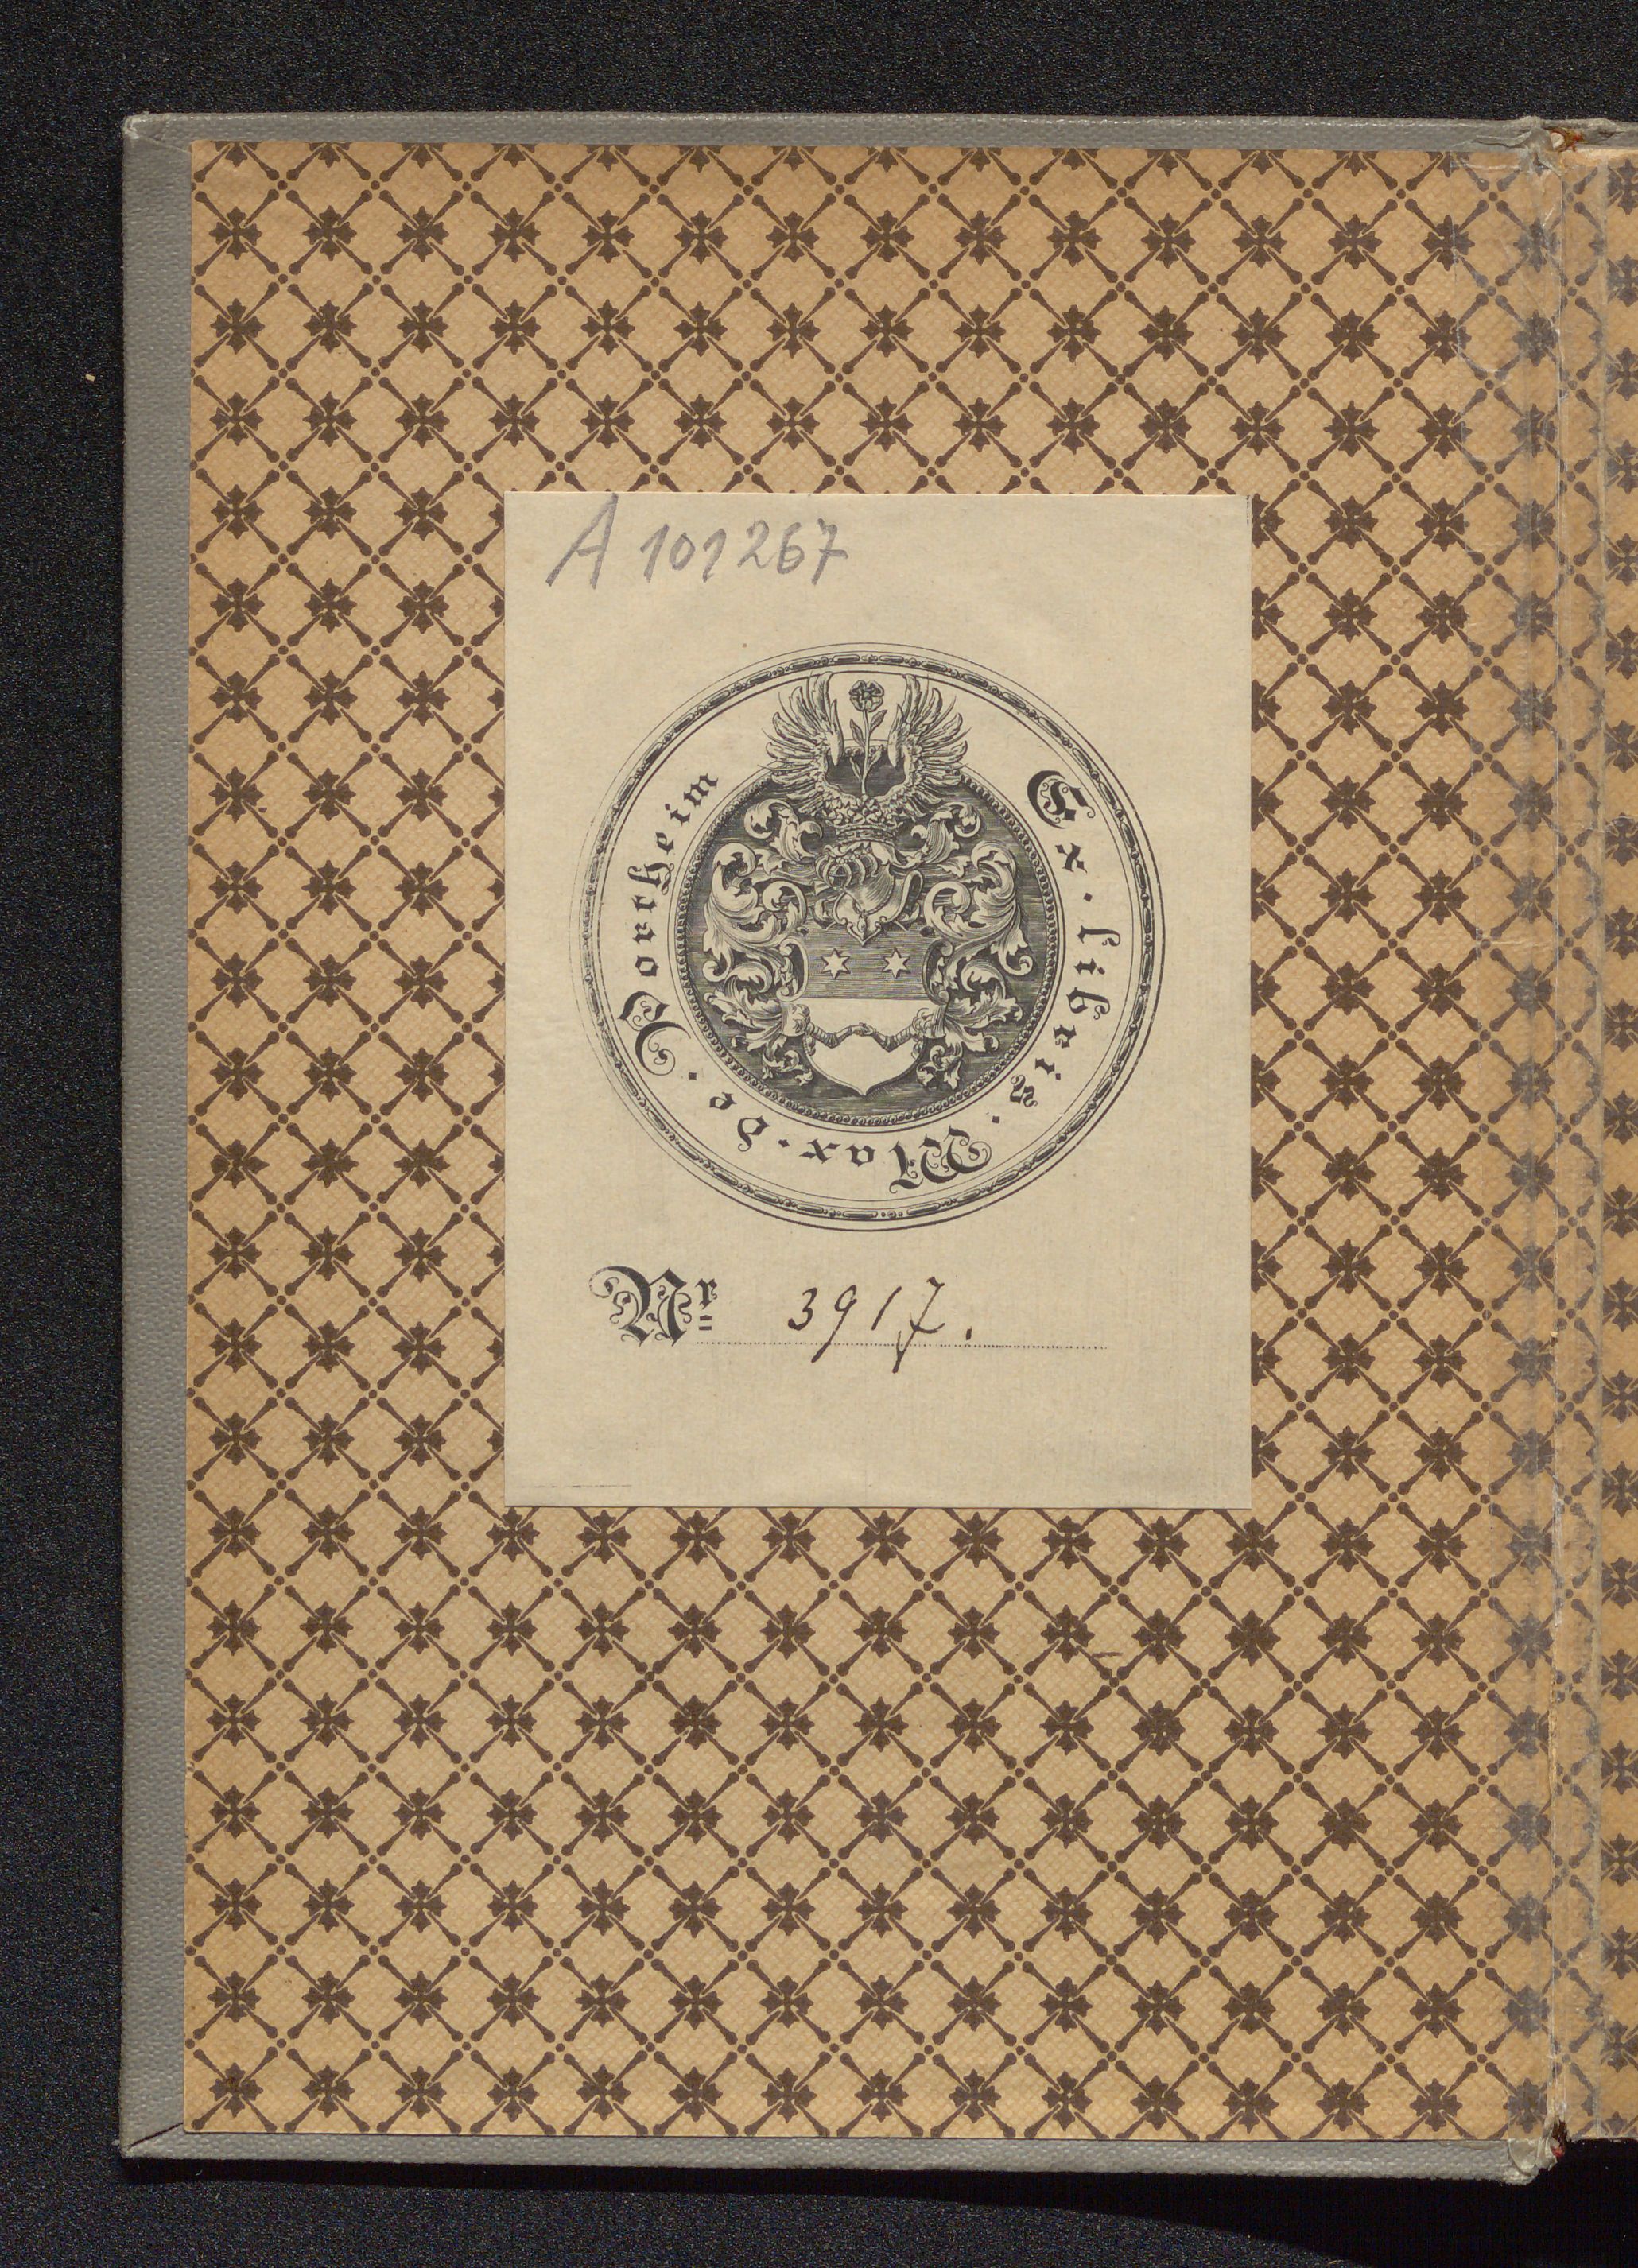 A 101267
Ex · libris · Max · de · Portheim
Nr 3917.